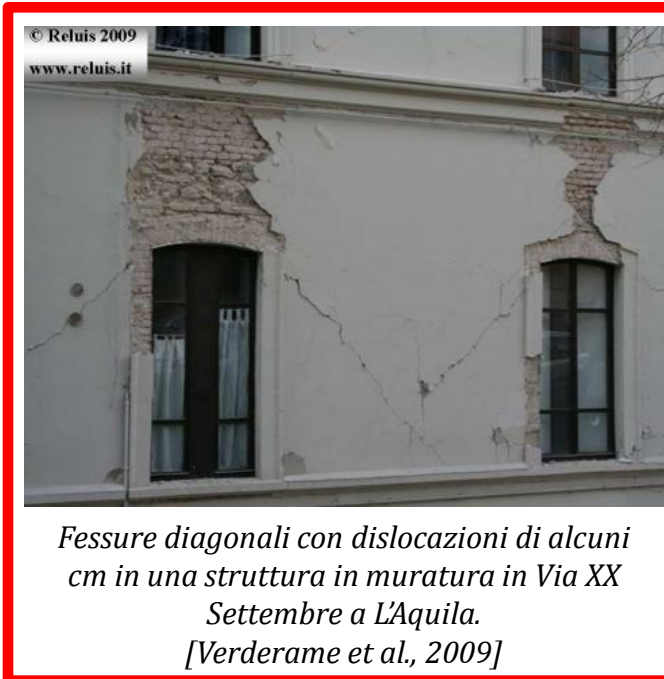 © Reluis 2009
www.reluis.it
Fessure diagonali con dislocazioni di alcuni
cm in una struttura in muratura in Via XX
Settembre a L'Aquila.
[Verderame et al., 2009]